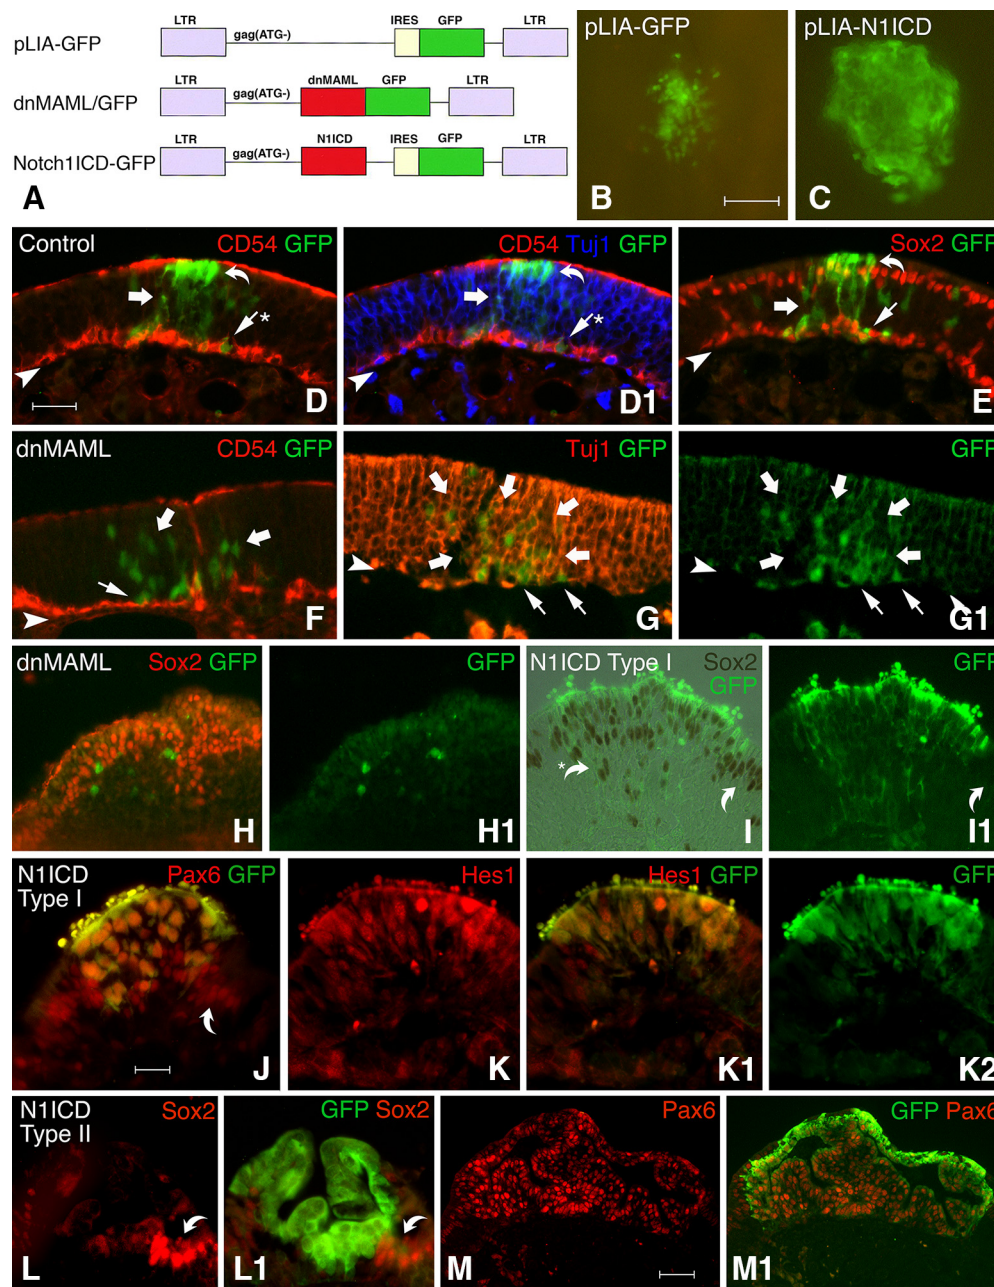 LTR IRES GFP LTR
pLIA-GFP gag(ATG-)
LTR dnMAML GFP LTR
dnMAML/GFP gag(ATG-)
LTR N1ICD IRES GFP LTR
Notch1ICD-GFP gag(ATG-)
A
pLIA-GFP
B
pLIA-N1ICD
C
Control CD54 GFP
* D
CD54 Tuj1 GFP
* D1
Sox2 GFP
E
dnMAML CD54 GFP
F
Tuj1 GFP
G
GFP
G1
dnMAML Sox2 GFP
H
GFP
H1
N1ICD Type I Sox2
GFP
* I
GFP
I1
N1ICD Pax6 GFP
Type I
J
Hes1
K
Hes1 GFP
K1
GFP
K2
N1ICD Sox2
Type II
L
GFP Sox2
L1
Pax6
M
GFP Pax6
M1